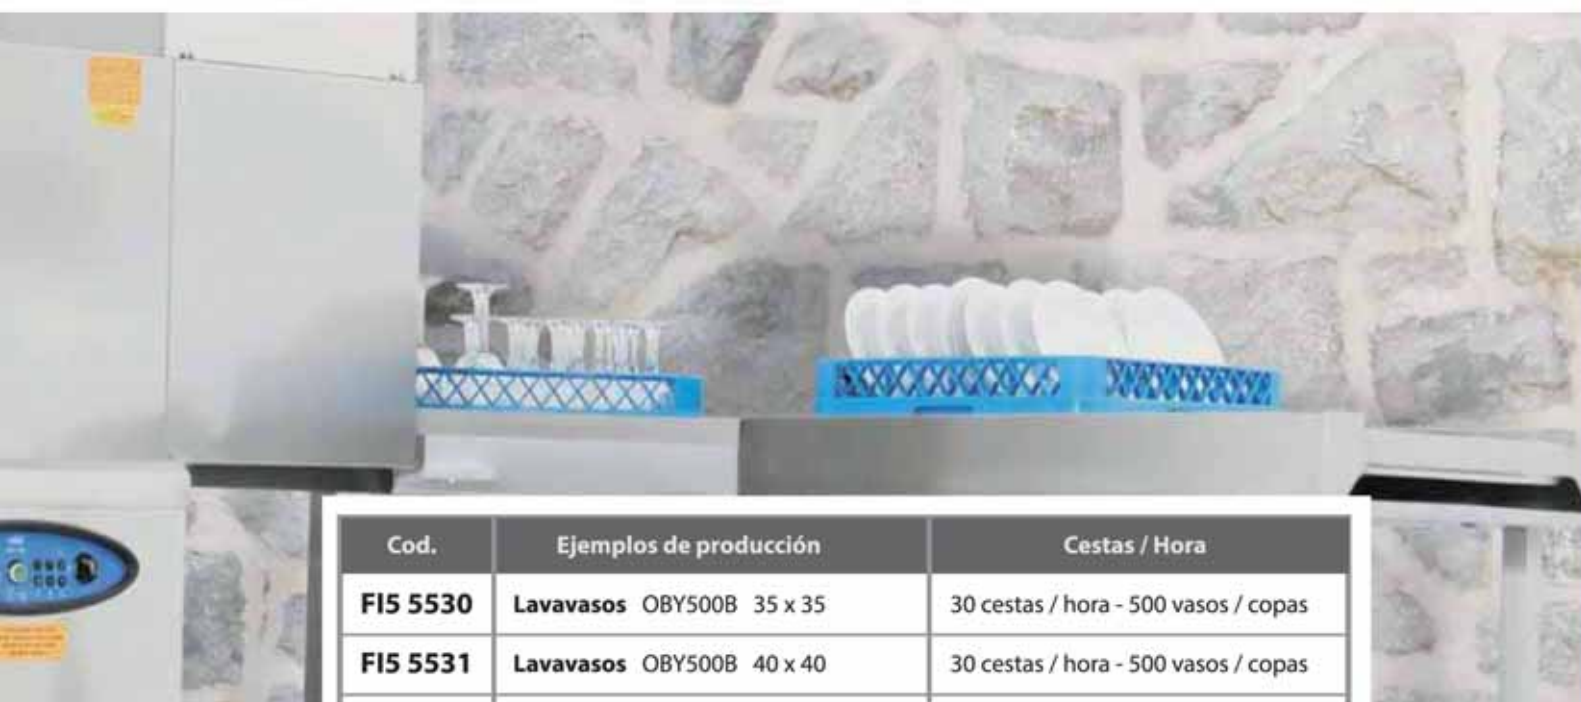 Cod. Ejemplos de producción Cestas / Hora
FI5 5530 Lavavasos OBY500B 35 x 35 30 cestas / hora - 500 vasos / copas
FI5 5531 Lavavasos OBY500B 40 x 40 30 cestas / hora - 500 vasos / copas